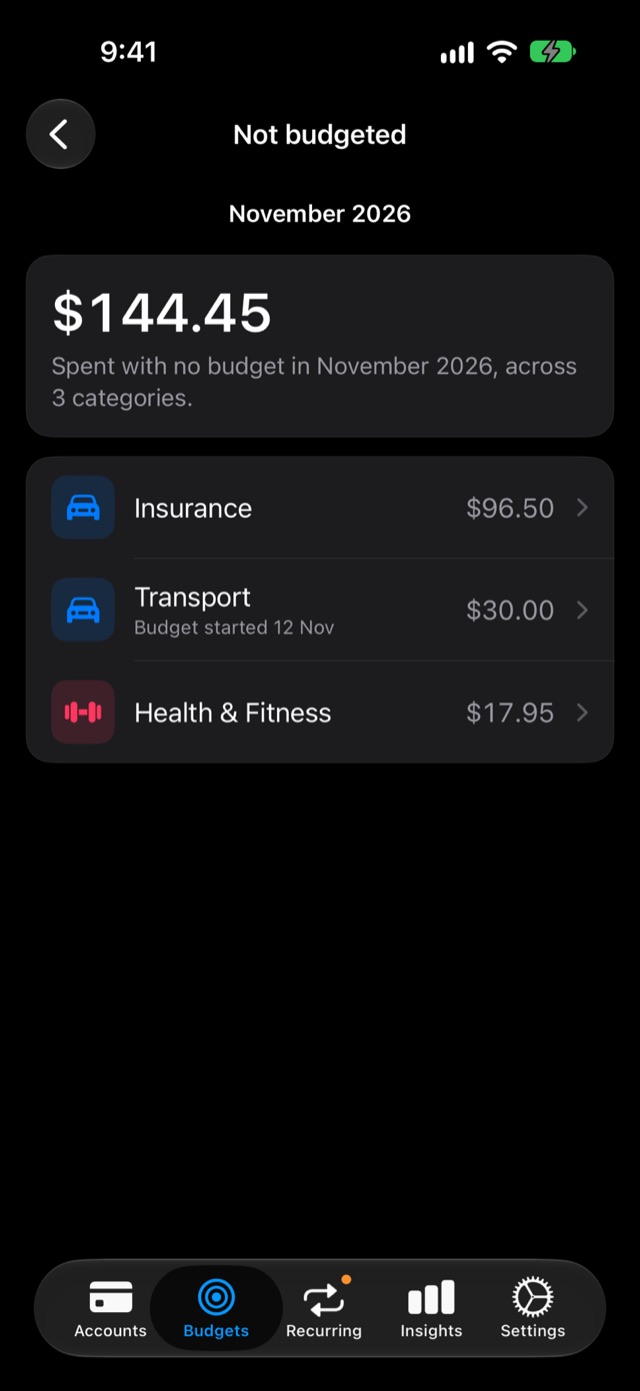 9:41
Not budgeted
November 2026
$144.45
Spent with no budget in November 2026, across
3 categories.
Insurance
$96.50
Transport
Budget started 12 Nov
$30.00
Health & Fitness
$17.95
Accounts
Budgets
Recurring
Insights
Settings